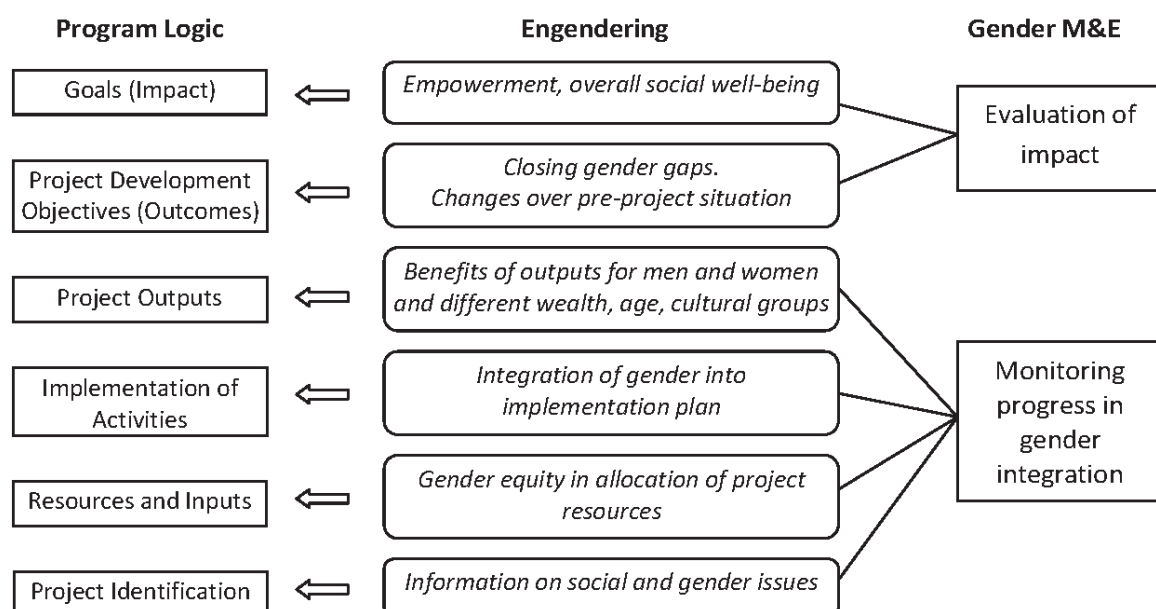 Program Logic
Engendering
Gender M&E
Goals (Impact)
Empowerment, overall social well-being
Evaluation of
impact
Project Development
Objectives (Outcomes)
Closing gender gaps.
Changes over pre-project situation
Project Outputs
Benefits of outputs for men and women
and different wealth, age, cultural groups
Implementation of
Activities
Integration of gender into
implementation plan
Monitoring
progress in
gender
integration
Resources and Inputs
Gender equity in allocation of project
resources
Project Identification
Information on social and gender issues